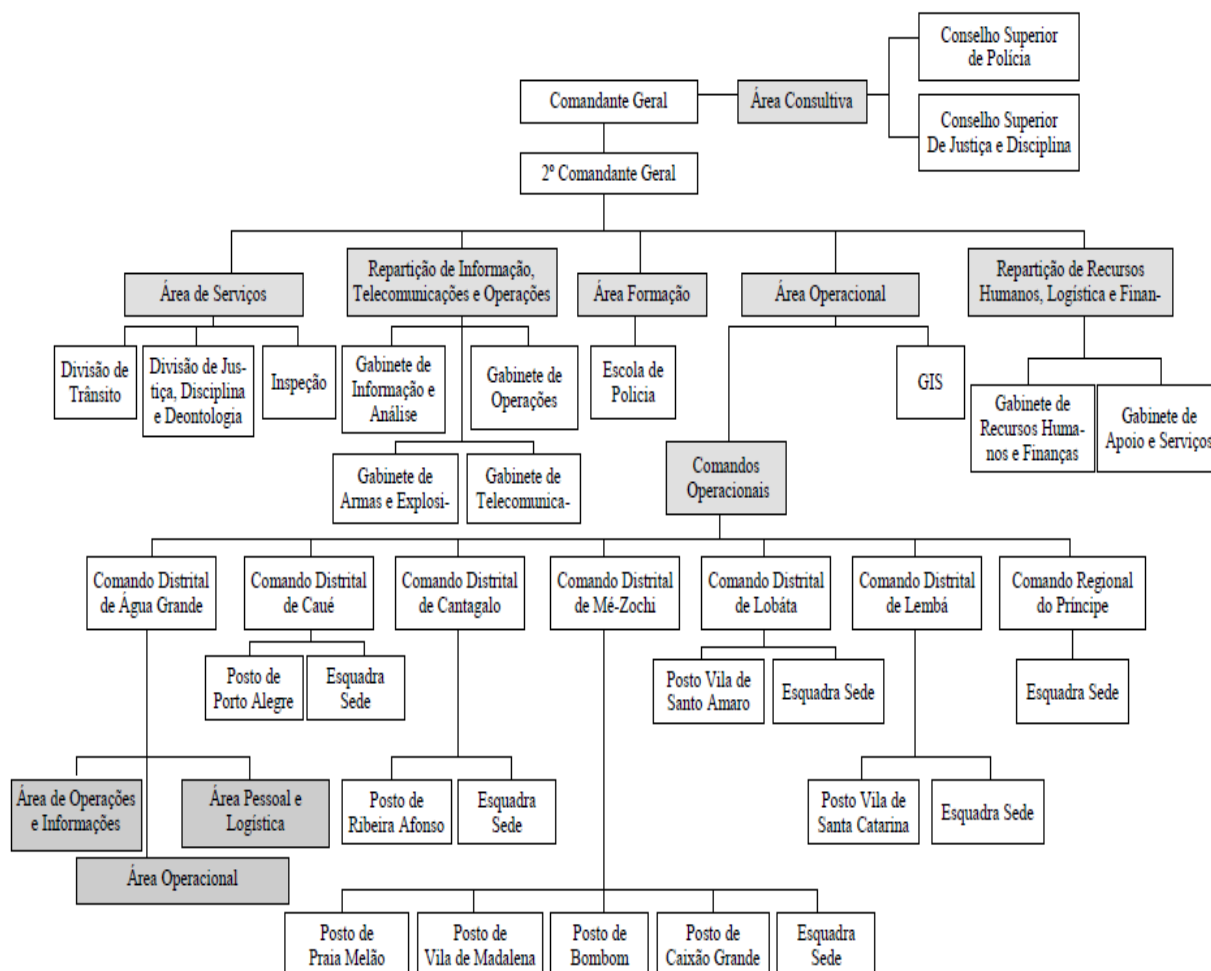 Conselho Superior
de Polícia
Comandante Geral
Área Consultiva
Conselho Superior
De Justiça e Disciplina
2º Comandante Geral
Área de Serviços
Repartição de Informação,
Telecomunicações e Operações
Área Formação
Área Operacional
Repartição de Recursos
Humanos, Logística e Finan-
Divisão de
Trânsito
Divisão de Jus-
tiça, Disciplina
e Deontologia
Inspeção
Gabinete de
Informação e
Análise
Gabinete de
Operações
Escola de
Policia
GIS
Gabinete de
Recursos Huma-
nos e Finanças
Gabinete de
Apoio e Serviços
Gabinete de
Armas e Explosi-
Gabinete de
Telecomunica-
Comandos
Operacionais
Comando Distrital
de Água Grande
Comando Distrital
de Caué
Comando Distrital
de Cantagalo
Comando Distrital
de Mé-Zochi
Comando Distrital
de Lobáta
Comando Distrital
de Lembá
Comando Regional
do Príncipe
Posto de
Porto Alegre
Esquadra
Sede
Posto Vila de
Santo Amaro
Esquadra Sede
Esquadra Sede
Área de Operações
e Informações
Área Pessoal e
Logística
Posto de
Ribeira Afonso
Esquadra
Sede
Posto Vila de
Santa Catarina
Esquadra Sede
Área Operacional
Posto de
Praia Melão
Posto de
Vila de Madalena
Posto de
Bombom
Posto de
Caixão Grande
Esquadra
Sede